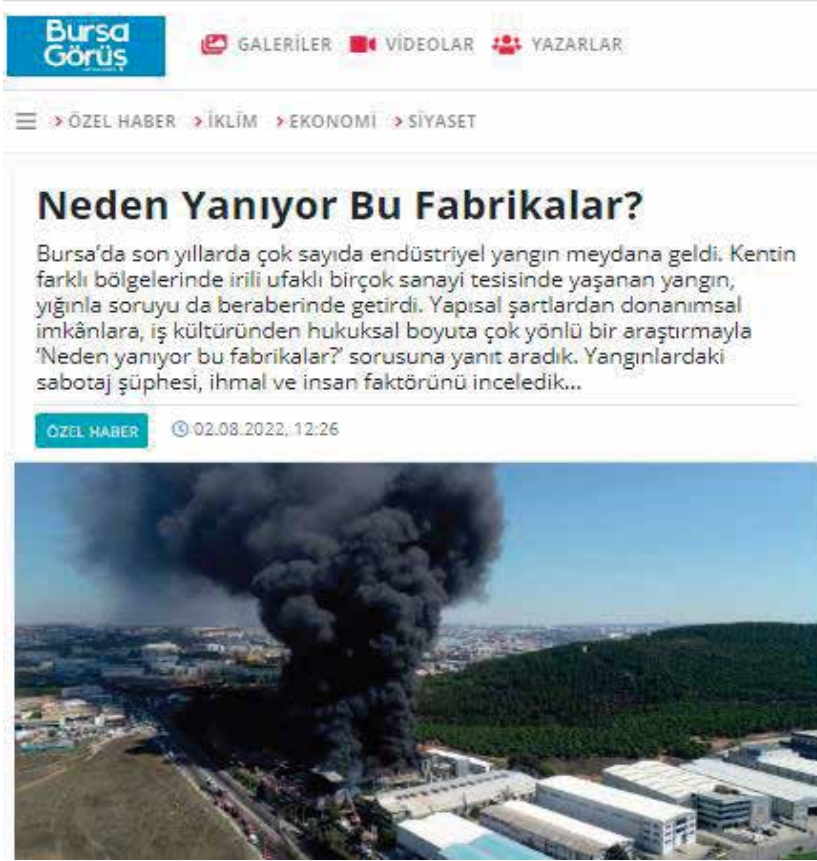 Bursa
Görüş
GALERİLER VİDEOLAR YAZARLAR
ÖZEL HABER İKLİM EKONOMİ SİYASET
Neden Yanıyor Bu Fabrikalar?
Bursa’da son yıllarda çok sayıda endüstriyel yangın meydana geldi. Kentin
farklı bölgelerinde irili ufaklı birçok sanayi tesisinde yaşanan yangın,
yığınla soruyu da beraberinde getirdi. Yapısal şartlardan donanımsal
imkânlara, iş kültüründen hukuksal boyuta çok yönlü bir araştırmayla
‘Neden yanıyor bu fabrikalar?’ sorusuna yanıt aradık. Yangınlardaki
sabotaj şüphesi, ihmal ve insan faktörünü inceledik...
ÖZEL HABER 02.08.2022, 12:26